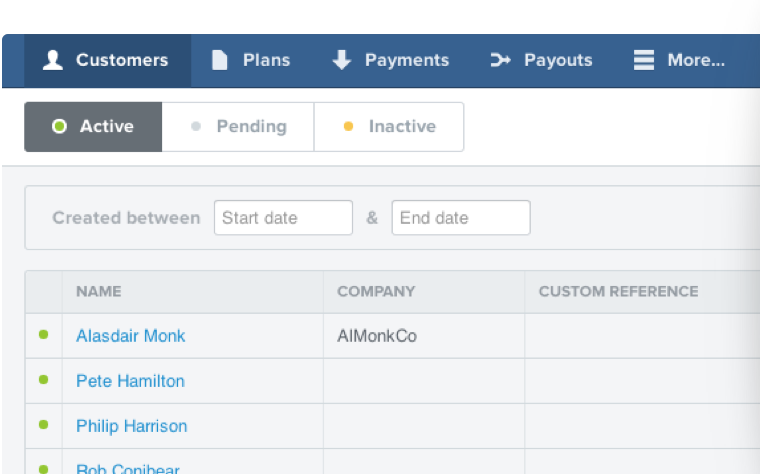 Customers Plans Payments Payouts More...
Active Pending Inactive
Created between Start date & End date
NAME COMPANY CUSTOM REFERENCE
Alasdair Monk AlMonkCo
Pete Hamilton
Philip Harrison
Rob Conibear